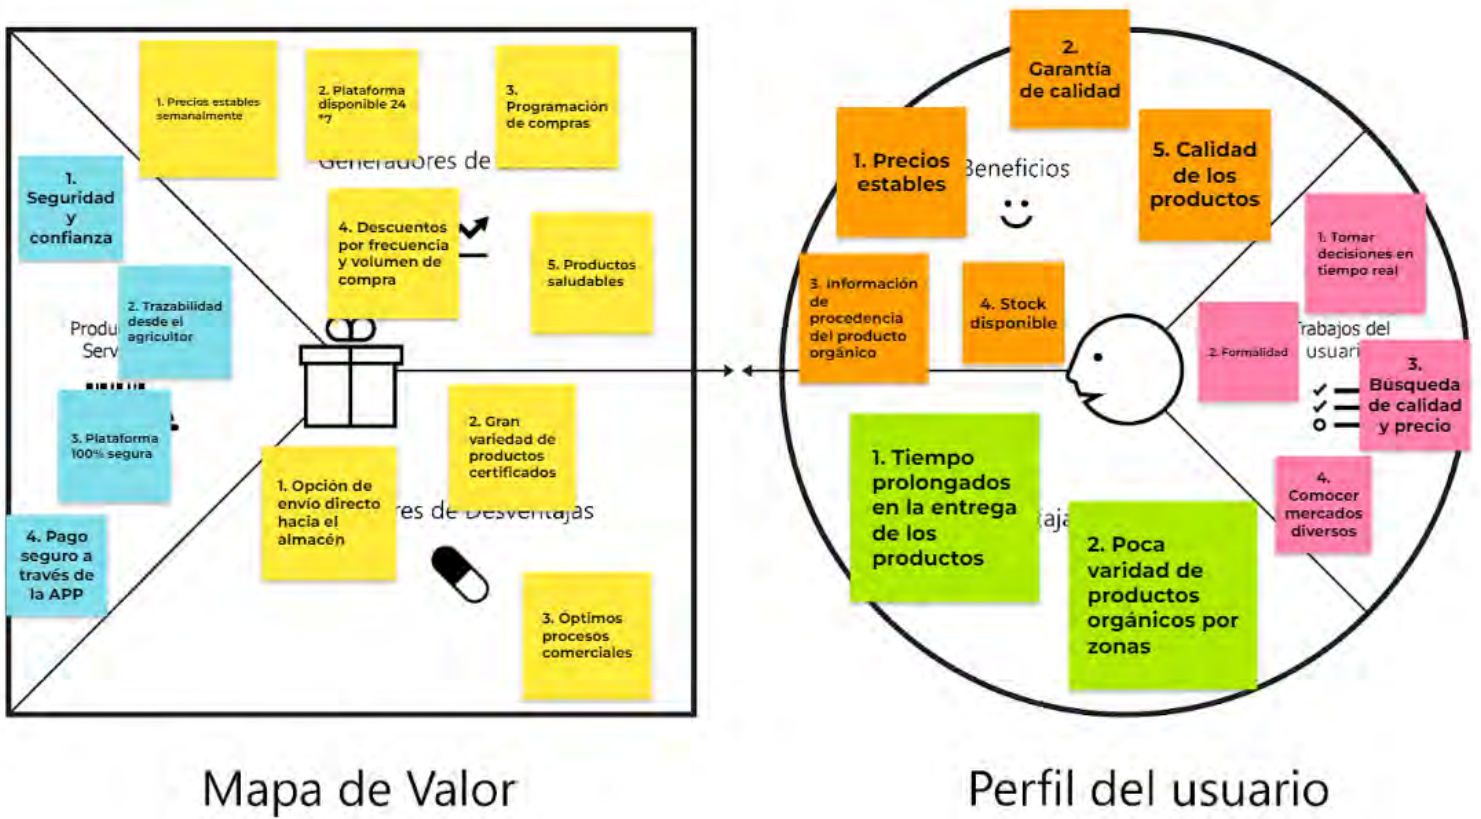 1. Precios estables
semanalmente
2. Plataforma
disponible 24
*7
3.
Programación
de compras
Generadores de
1.
Seguridad
y
confianza
4. Descuentos
por frecuencia
y volumen de
compra
5. Productos
saludables
2. Trazabilidad
desde el
agricultor
Produ
Serv
3. Plataforma
100% segura
2. Gran
variedad de
productos
certificados
1. Opción de
envío directo
hacia el
almacén
res de Desventajas
4. Pago
seguro a
través de
la APP
3. Óptimos
procesos
comerciales
Mapa de Valor
2.
Garantía
de calidad
1. Precios
estables
Beneficios
5. Calidad
de los
productos
3. Información
de
procedencia
del producto
orgánico
4. Stock
disponible
1. Tomar
decisiones en
tiempo real
2. Formalidad
Trabajos del
usuari
3.
Búsqueda
de calidad
y precio
4.
Comocer
mercados
diversos
1. Tiempo
prolongados
en la entrega
de los
productos
taja
2. Poca
varidad de
productos
orgánicos por
zonas
Perfil del usuario